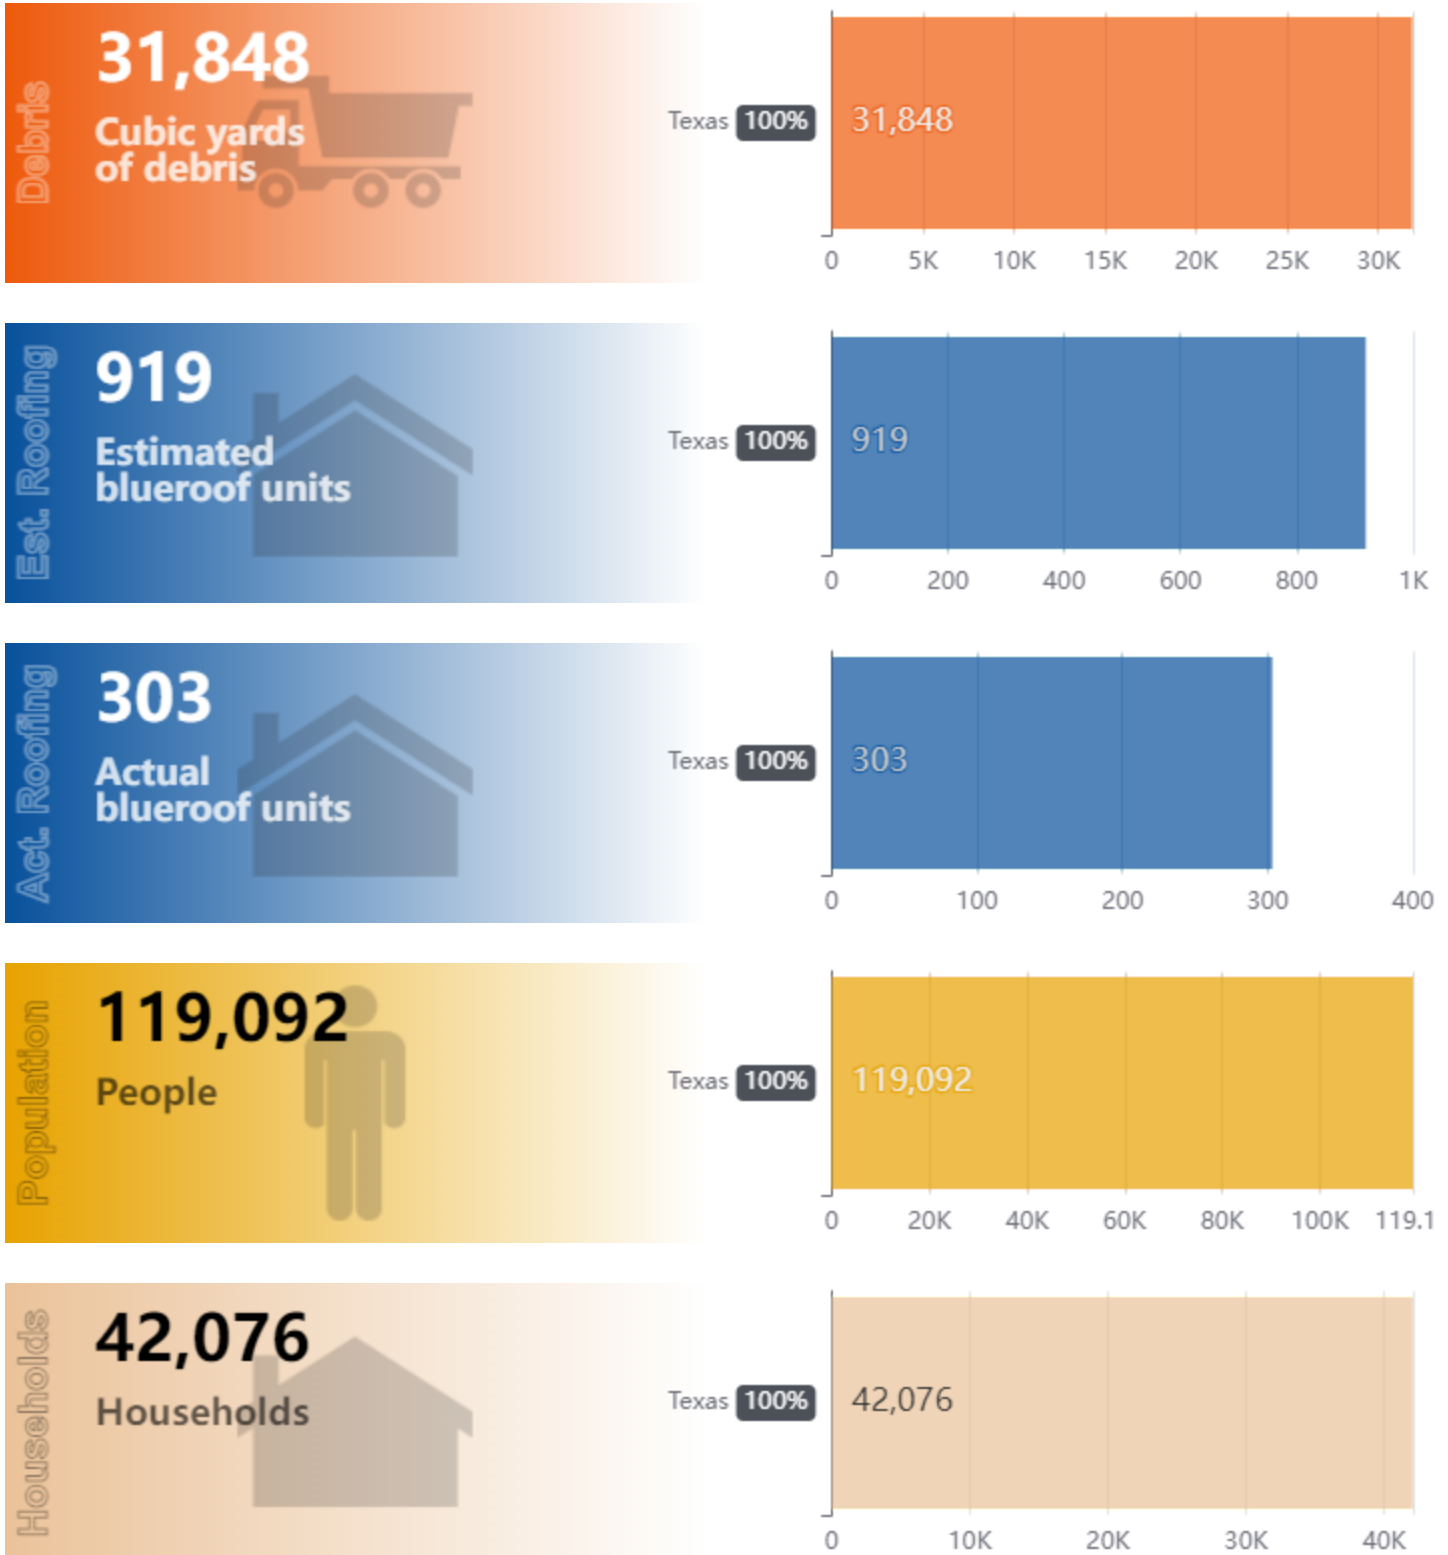 Debris
31,848
Cubic yards
of debris
Texas 100%
31,848
0 5K 10K 15K 20K 25K 30K
Est. Roofing
919
Estimated
blueroof units
Texas 100%
919
0 200 400 600 800 1K
Act. Roofing
303
Actual
blueroof units
Texas 100%
303
0 100 200 300 400
Population
119,092
People
Texas 100%
119,092
0 20K 40K 60K 80K 100K 119.1
Households
42,076
Households
Texas 100%
42,076
0 10K 20K 30K 40K